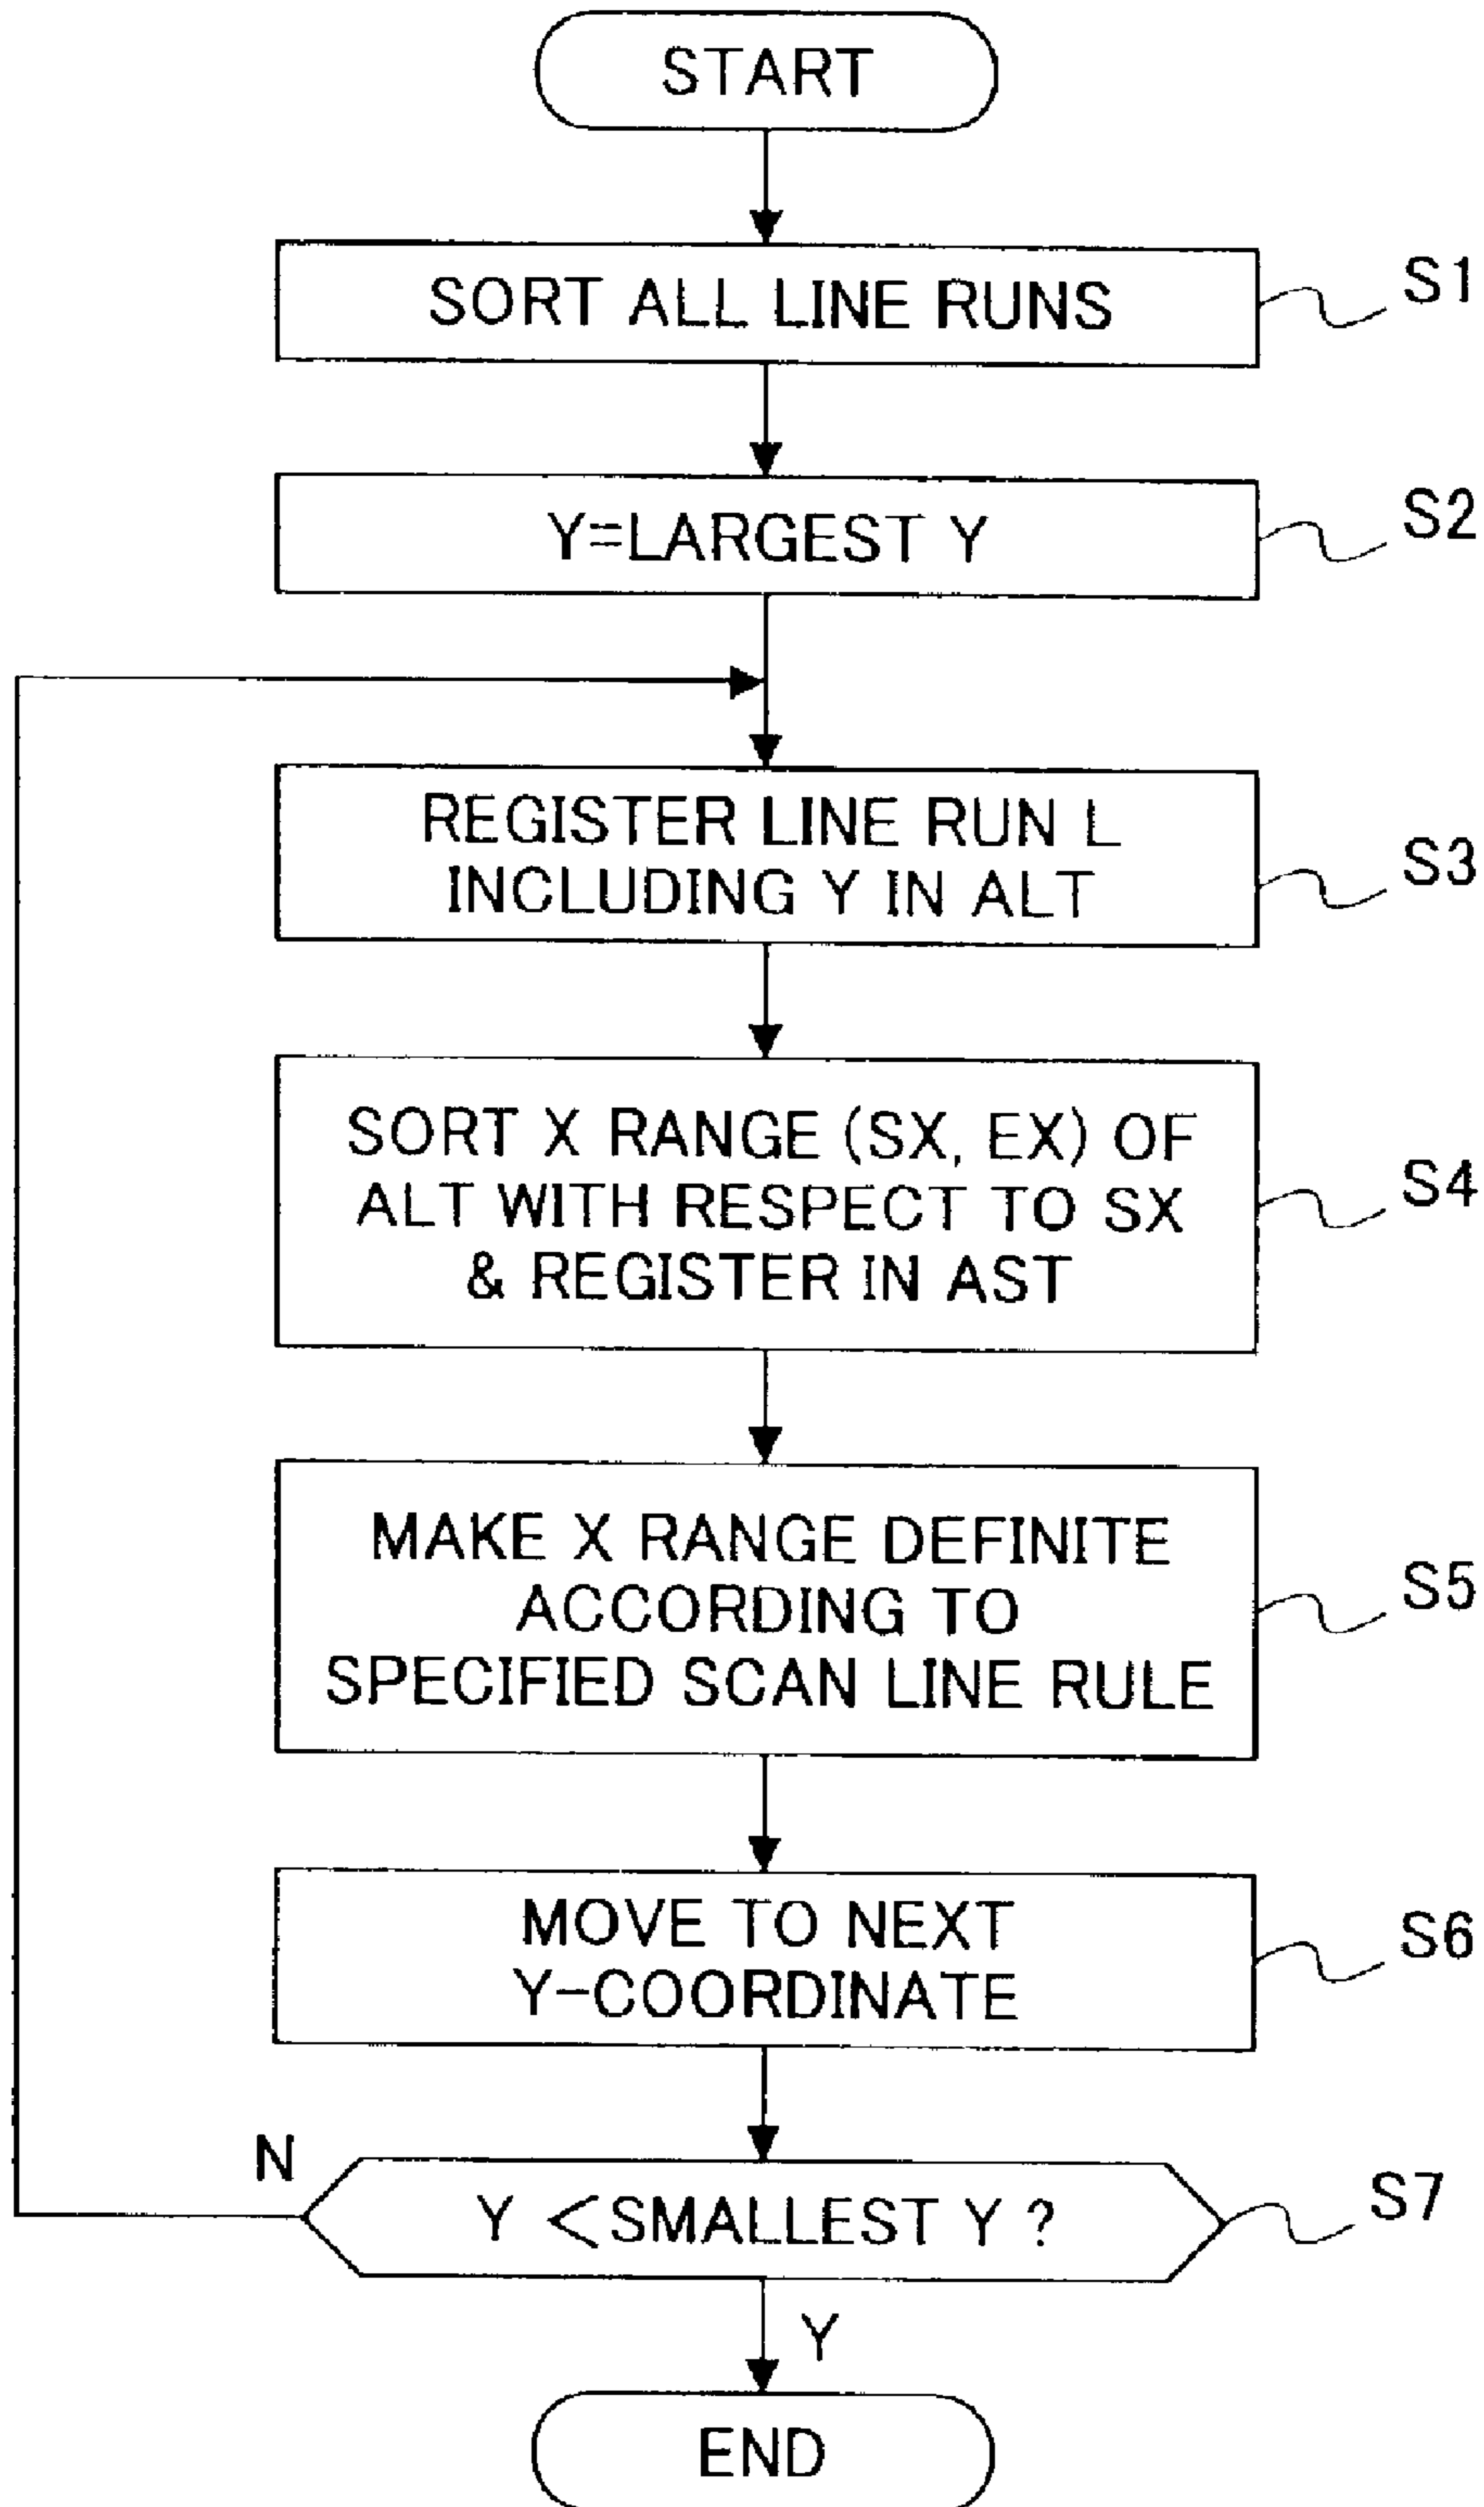 START
SORT ALL LINE RUNS
S1
Y=LARGEST Y
S2
REGISTER LINE RUN L
INCLUDING Y IN ALT
S3
SORT X RANGE (SX, EX) OF
ALT WITH RESPECT TO SX
& REGISTER IN AST
S4
MAKE X RANGE DEFINITE
ACCORDING TO
SPECIFIED SCAN LINE RULE
S5
MOVE TO NEXT
Y-COORDINATE
S6
N
Y <SMALLEST Y ?
S7
Y
END